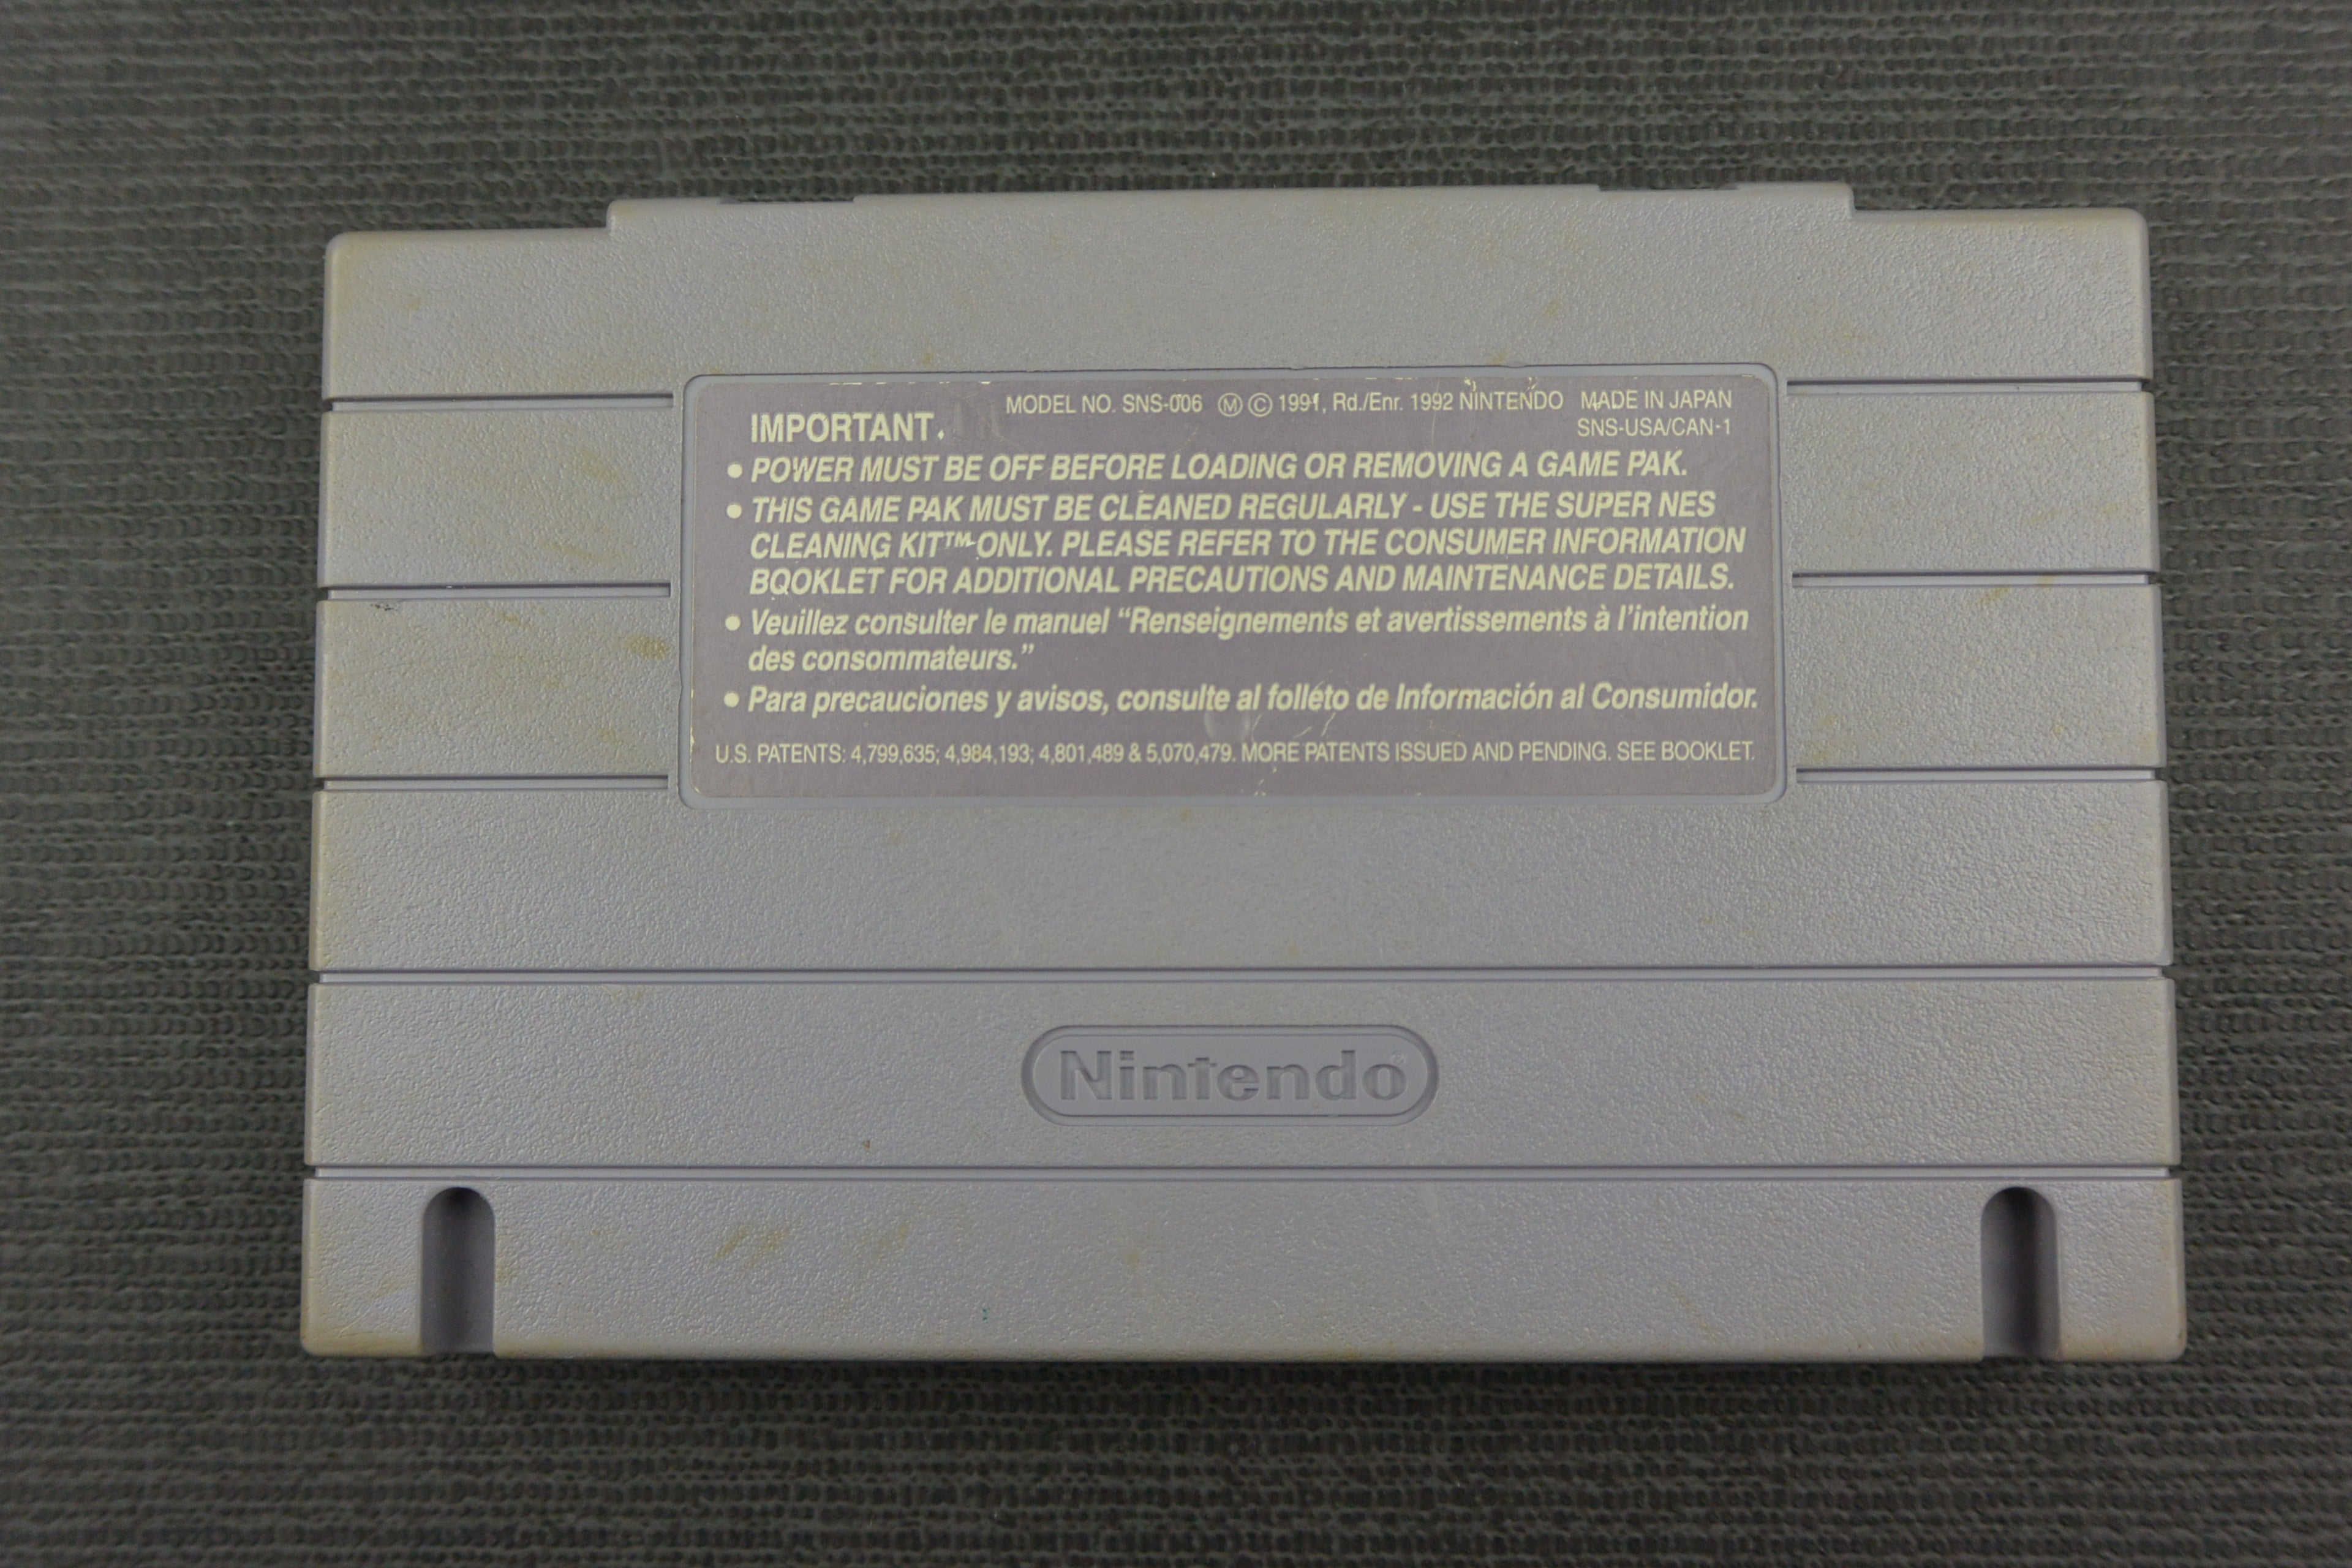 MODEL NO. SNS-006 Ⓜ © 1991, Rd./Enr. 1992 NINTENDO MADE IN JAPAN
IMPORTANT
SNS-USA/CAN-1
• POWER MUST BE OFF BEFORE LOADING OR REMOVING A GAME PAK.
• THIS GAME PAK MUST BE CLEANED REGULARLY - USE THE SUPER NES
CLEANING KIT™ ONLY. PLEASE REFER TO THE CONSUMER INFORMATION
BOOKLET FOR ADDITIONAL PRECAUTIONS AND MAINTENANCE DETAILS.
• Veuillez consulter le manuel “Renseignements et avertissements à l’intention
des consommateurs.”
• Para precauciones y avisos, consulte al folleto de Información al Consumidor.
U.S. PATENTS: 4,799,635; 4,984,193; 4,801,489 & 5,070,479. MORE PATENTS ISSUED AND PENDING. SEE BOOKLET.
Nintendo®